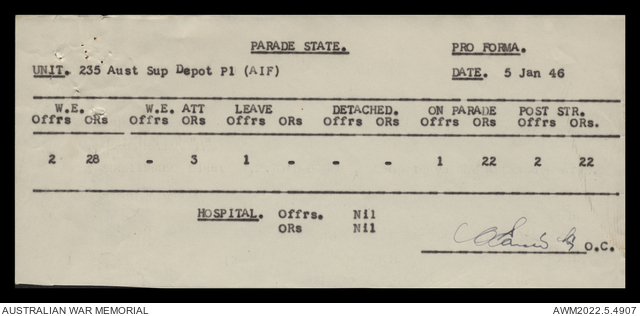 PARADE STATE. PRO FORMA.
UNIT. 235 Aust Sup Depot Pl (AIF) DATE. 5 Jan 46
W.E. W.E. ATT LEAVE DETACHED. ON PARADE POST STR.
Offrs ORs Offrs ORs Offrs ORs Offrs ORs Offrs ORs Offrs ORs.
2 28 - 3 1 - - - 1 22 2 22
HOSPITAL. Offrs. Nil
ORs Nil
O.C.
AUSTRALIAN WAR MEMORIAL AWM2022.5.4907